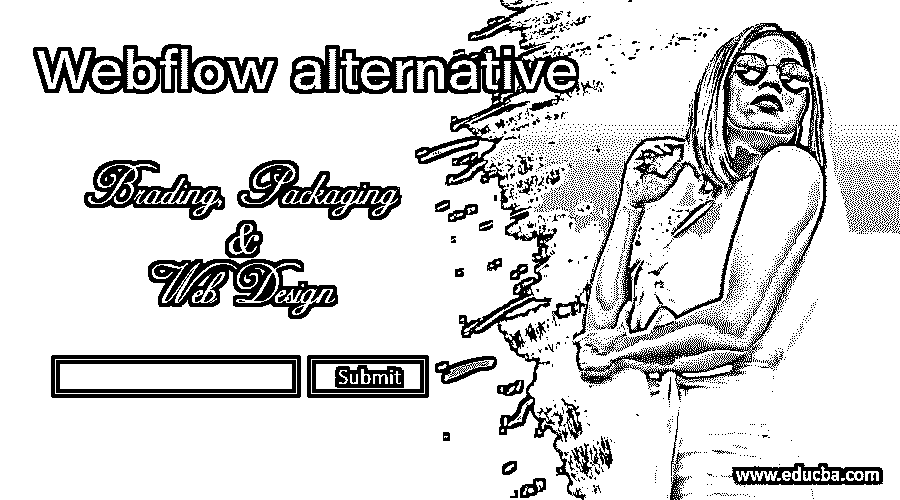 Webflow alternative
Brading, Packaging
&
Web Design
Submit
www.educba.com